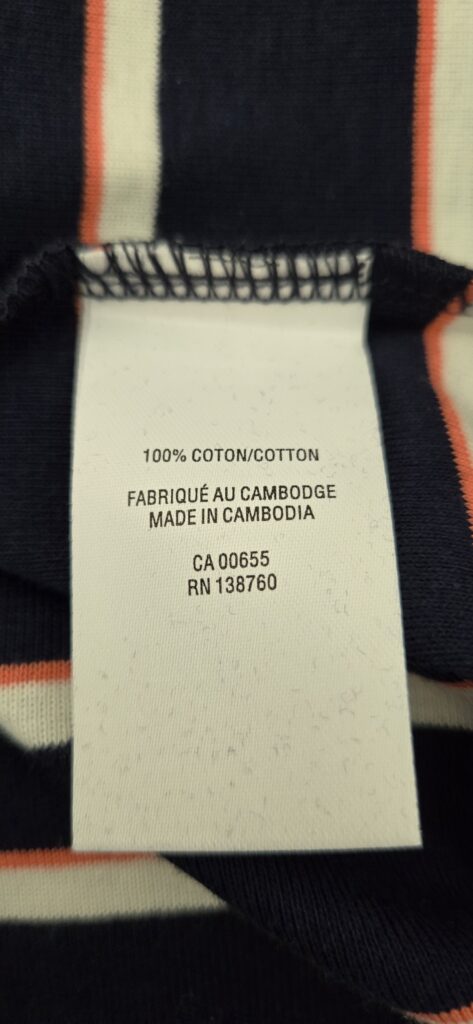 100% COTON/COTTON
FABRIQUÉ AU CAMBODGE
MADE IN CAMBODIA
CA 00655
RN 138760